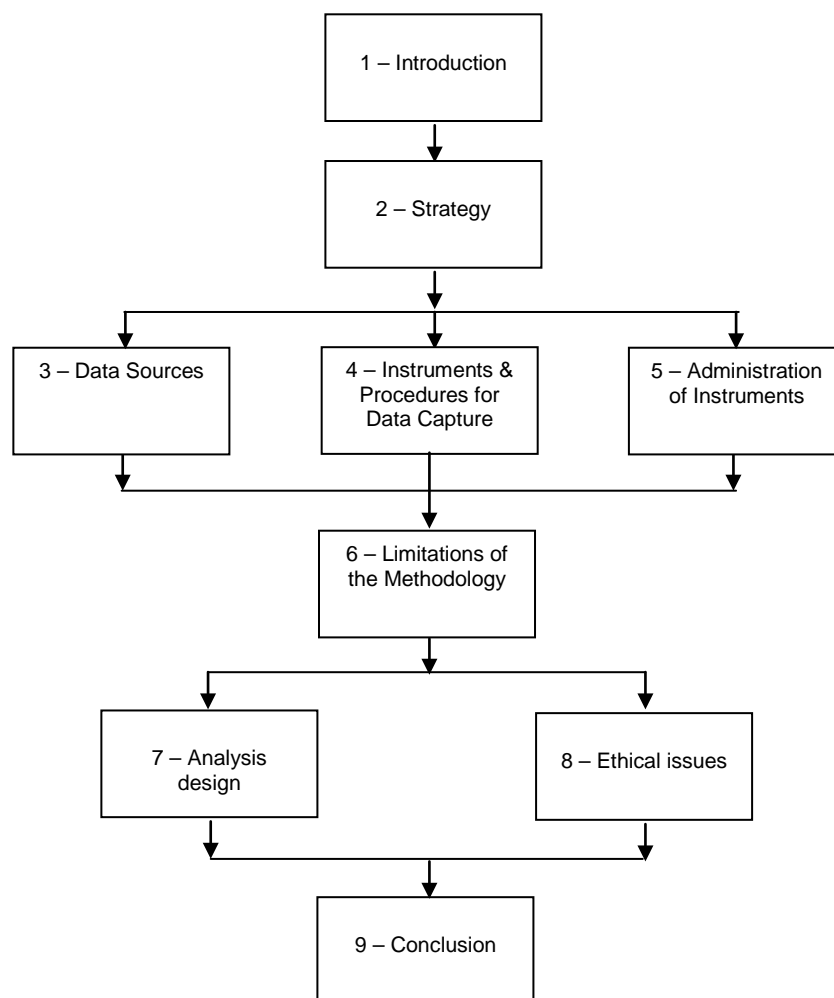 1 – Introduction
2 – Strategy
3 – Data Sources
4 – Instruments &
Procedures for
Data Capture
5 – Administration
of Instruments
6 – Limitations of
the Methodology
7 – Analysis
design
8 – Ethical issues
9 – Conclusion